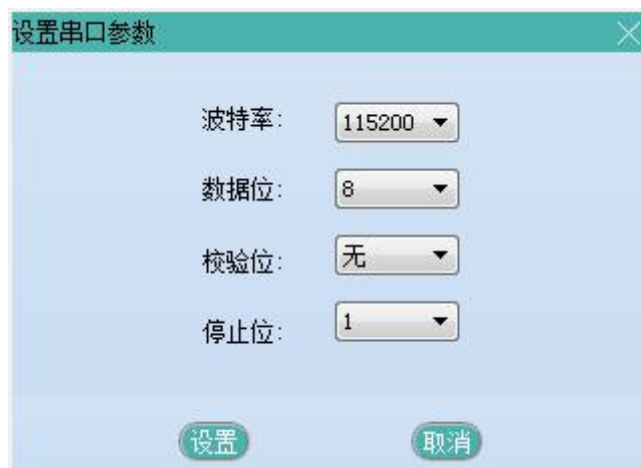 设置串口参数
波特率: 115200
数据位: 8
校验位: 无
停止位: 1
设置 取消